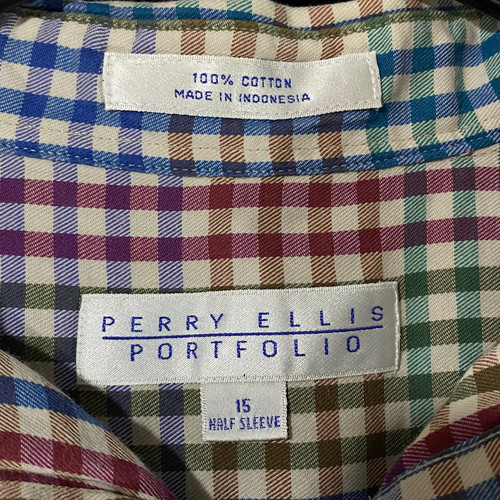 100% COTTON
MADE IN INDONESIA
PERRY ELLIS
PORTFOLIO
15
HALF SLEEVE